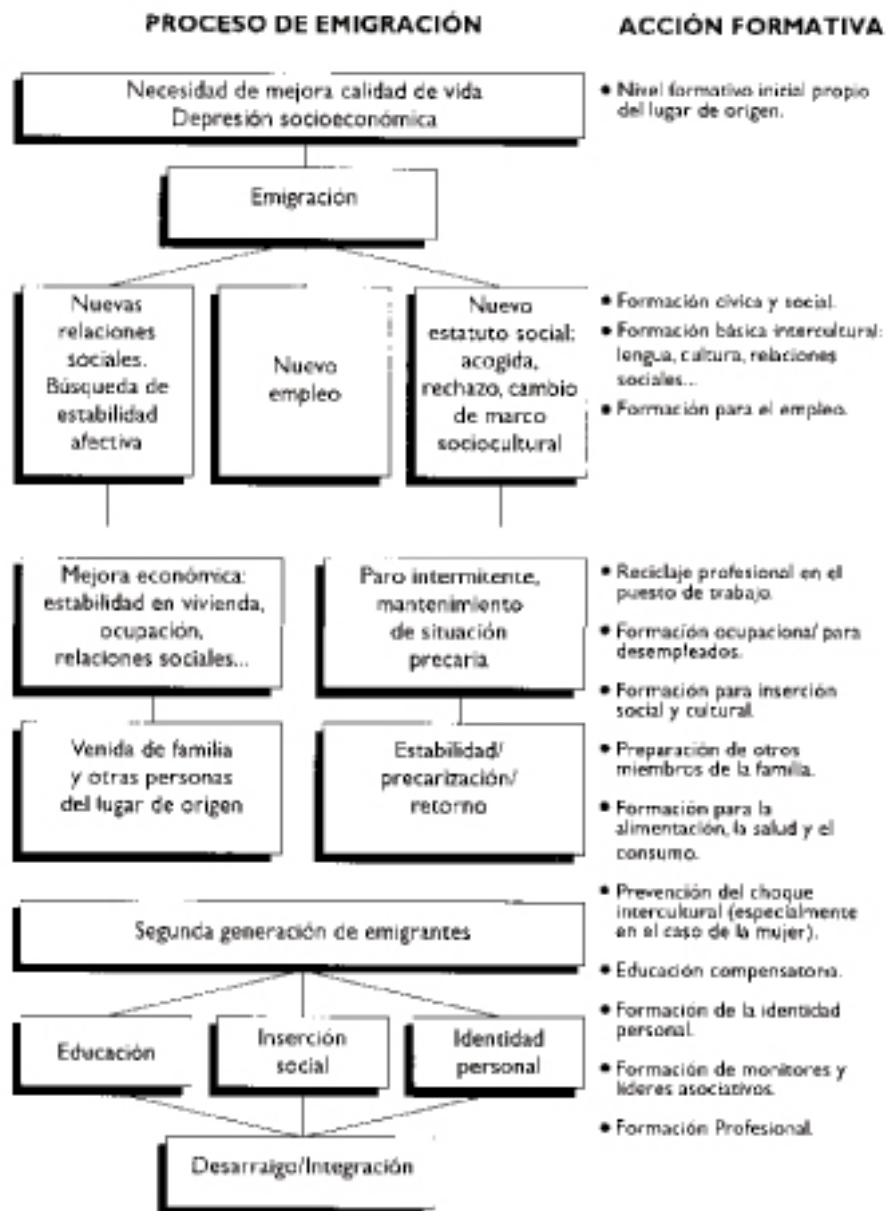 PROCESO DE EMIGRACIÓN
ACCIÓN FORMATIVA
Necesidad de mejora calidad de vida
Depresión socioeconómica
• Nivel formativo inicial propio
del lugar de origen.
Emigración
Nuevas
relaciones
sociales.
Búsqueda de
estabilidad
afectiva
Nuevo
empleo
Nuevo
estatuto social:
acogida,
rechazo, cambio
de marco
sociocultural
• Formación cívica y social.
• Formación básica intercultural:
lengua, cultura, relaciones
sociales...
• Formación para el empleo.
Mejora económica:
estabilidad en vivienda,
ocupación,
relaciones sociales...
Paro intermitente,
mantenimiento
de situación
precaria
• Reciclaje profesional en el
puesto de trabajo.
• Formación ocupacional para
desempleados.
• Formación para inserción
social y cultural.
Venida de familia
y otras personas
del lugar de origen
Estabilidad/
precarización/
retorno
• Preparación de otros
miembros de la familia.
• Formación para la
alimentación, la salud y el
consumo.
Segunda generación de emigrantes
• Prevención del choque
intercultural (especialmente
en el caso de la mujer).
• Educación compensatoria.
Educación
Inserción
social
Identidad
personal
• Formación de la identidad
personal.
• Formación de monitores y
líderes asociativos.
• Formación Profesional.
Desarraigo/Integración